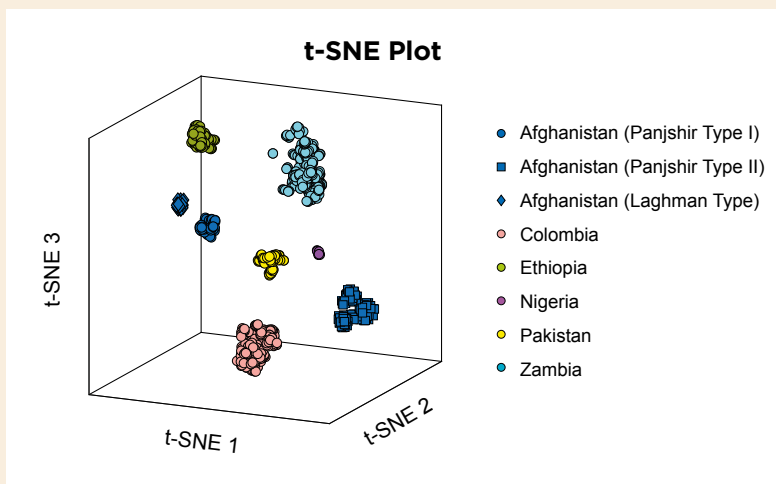 t-SNE Plot
Afghanistan (Panjshir Type I)
Afghanistan (Panjshir Type II)
Afghanistan (Laghman Type)
Colombia
Ethiopia
Nigeria
Pakistan
Zambia
t-SNE 3
t-SNE 1
t-SNE 2